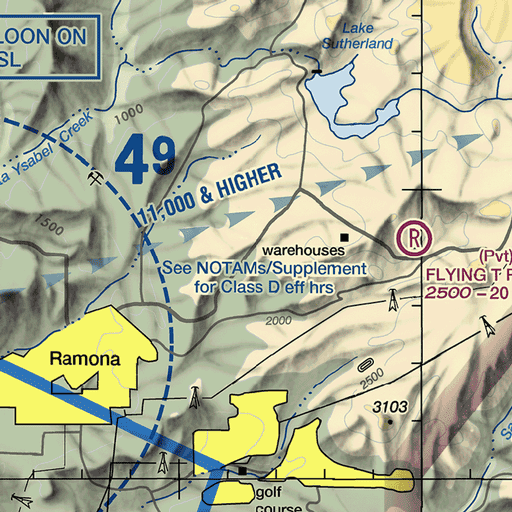 LOON ON
SL
Lake
Sutherland
1000
Ysabel Creek
49
11,000 & HIGHER
1500
R
warehouses
(Pvt)
See NOTAMs/Supplement
for Class D eff hrs
FLYING T
2500 - 20
2000
Ramona
2500
3103
golf
course